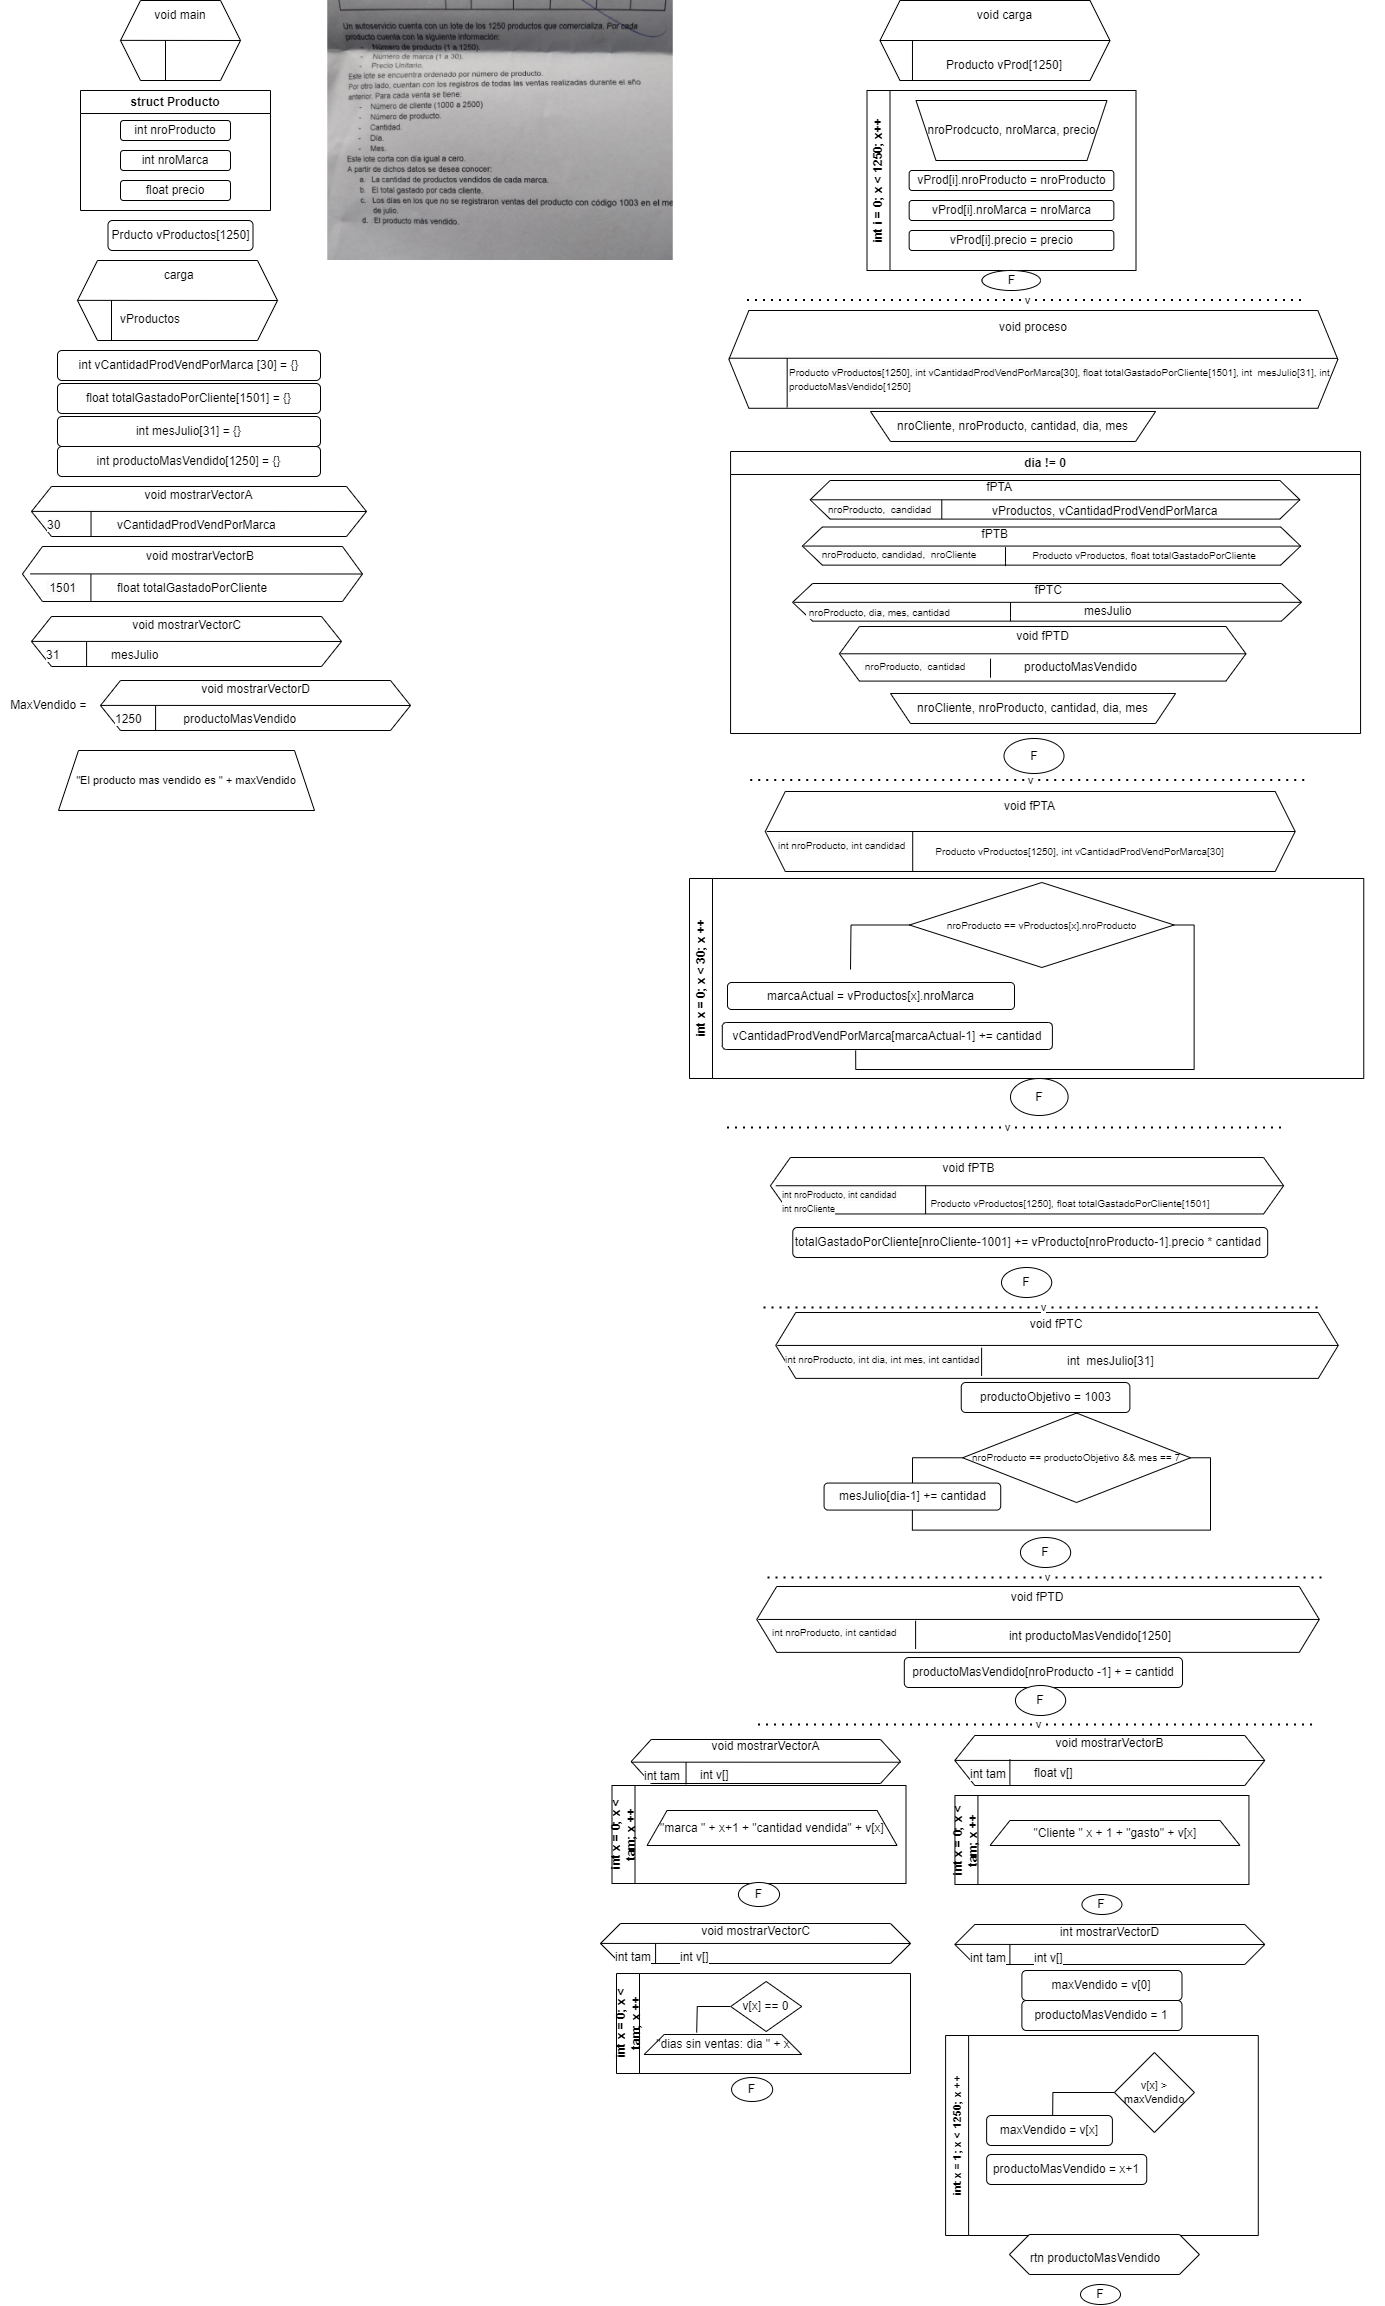 void main
struct Producto
int nroProducto
int nroMarca
float precio
Prducto vProductos[1250]
carga
vProductos
int vCantidadProdVendPorMarca [30] = {}
float totalGastadoPorCliente[1501] = {}
int mesJulio[31] = {}
int productoMasVendido[1250] = {}
void mostrarVectorA
30
vCantidadProdVendPorMarca
void mostrarVectorB
1501
float totalGastadoPorCliente
void mostrarVectorC
31
mesJulio
MaxVendido =
void mostrarVectorD
1250
productoMasVendido
"El producto mas vendido es " + maxVendido
Un autoservicio cuenta con un lote de los 1250 productos que comercializa. Por cada
producto cuenta con la siguiente información:
- Número de producto (1 a 1250).
- Número de marca (1 a 30).
- Precio Unitario.
Este lote se encuentra ordenado por número de producto.
Por otro lado, cuentan con los registros de todas las ventas realizadas durante el año
anterior. Para cada venta se tiene:
- Número de cliente (1000 a 2500)
- Número de producto.
- Cantidad.
- Día.
- Mes.
Este lote corta con día igual a cero.
A partir de dichos datos se desea conocer:
a. La cantidad de productos vendidos de cada marca.
b. El total gastado por cada cliente.
c. Los días en los que no se registraron ventas del producto con código 1003 en el me
de julio.
d. El producto más vendido.
void carga
Producto vProd[1250]
int i = 0; x < 1250; x++
nroProdcucto, nroMarca, precio
vProd[i].nroProducto = nroProducto
vProd[i].nroMarca = nroMarca
vProd[i].precio = precio
F
v
void proceso
Producto vProductos[1250], int vCantidadProdVendPorMarca[30], float totalGastadoPorCliente[1501], int  mesJulio[31], int
productoMasVendido[1250]
nroCliente, nroProducto, cantidad, dia, mes
dia != 0
fPTA
nroProducto,  candidad
vProductos, vCantidadProdVendPorMarca
fPTB
nroProducto, candidad,  nroCliente
Producto vProductos, float totalGastadoPorCliente
fPTC
nroProducto, dia, mes, cantidad
mesJulio
void fPTD
nroProducto,  cantidad
productoMasVendido
nroCliente, nroProducto, cantidad, dia, mes
F
v
void fPTA
int nroProducto, int candidad
Producto vProductos[1250], int vCantidadProdVendPorMarca[30]
int x = 0; x < 30; x ++
nroProducto == vProductos[x].nroProducto
marcaActual = vProductos[x].nroMarca
vCantidadProdVendPorMarca[marcaActual-1] += cantidad
F
v
void fPTB
int nroProducto, int candidad
int nroCliente
Producto vProductos[1250], float totalGastadoPorCliente[1501]
totalGastadoPorCliente[nroCliente-1001] += vProducto[nroProducto-1].precio * cantidad
F
v
void fPTC
int nroProducto, int dia, int mes, int cantidad
int  mesJulio[31]
productoObjetivo = 1003
nroProducto == productoObjetivo && mes == 7
mesJulio[dia-1] += cantidad
F
v
void fPTD
int nroProducto, int cantidad
int productoMasVendido[1250]
productoMasVendido[nroProducto -1] + = cantidd
F
v
void mostrarVectorA
int tam
int v[]
int x = 0; x <
tam; x ++
"marca " + x+1 + "cantidad vendida" + v[x]
F
void mostrarVectorB
int tam
float v[]
int x = 0; x <
tam; x ++
"Cliente " x + 1 + "gasto" + v[x]
F
void mostrarVectorC
int tam
int v[]
int x = 0; x <
tam; x ++
v[x] == 0
"dias sin ventas: dia " + x
F
int mostrarVectorD
int tam
int v[]
maxVendido = v[0]
productoMasVendido = 1
int x = 1; x < 1250; x ++
v[x] >
maxVendido
maxVendido = v[x]
productoMasVendido = x+1
rtn productoMasVendido
F